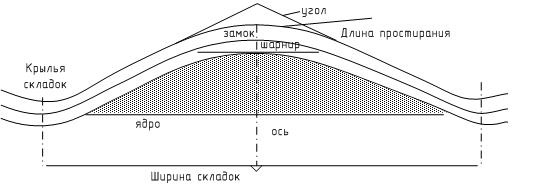 угол
замок
Длина простирания
шарнир
Крылья
складок
ядро
ось
Ширина складок